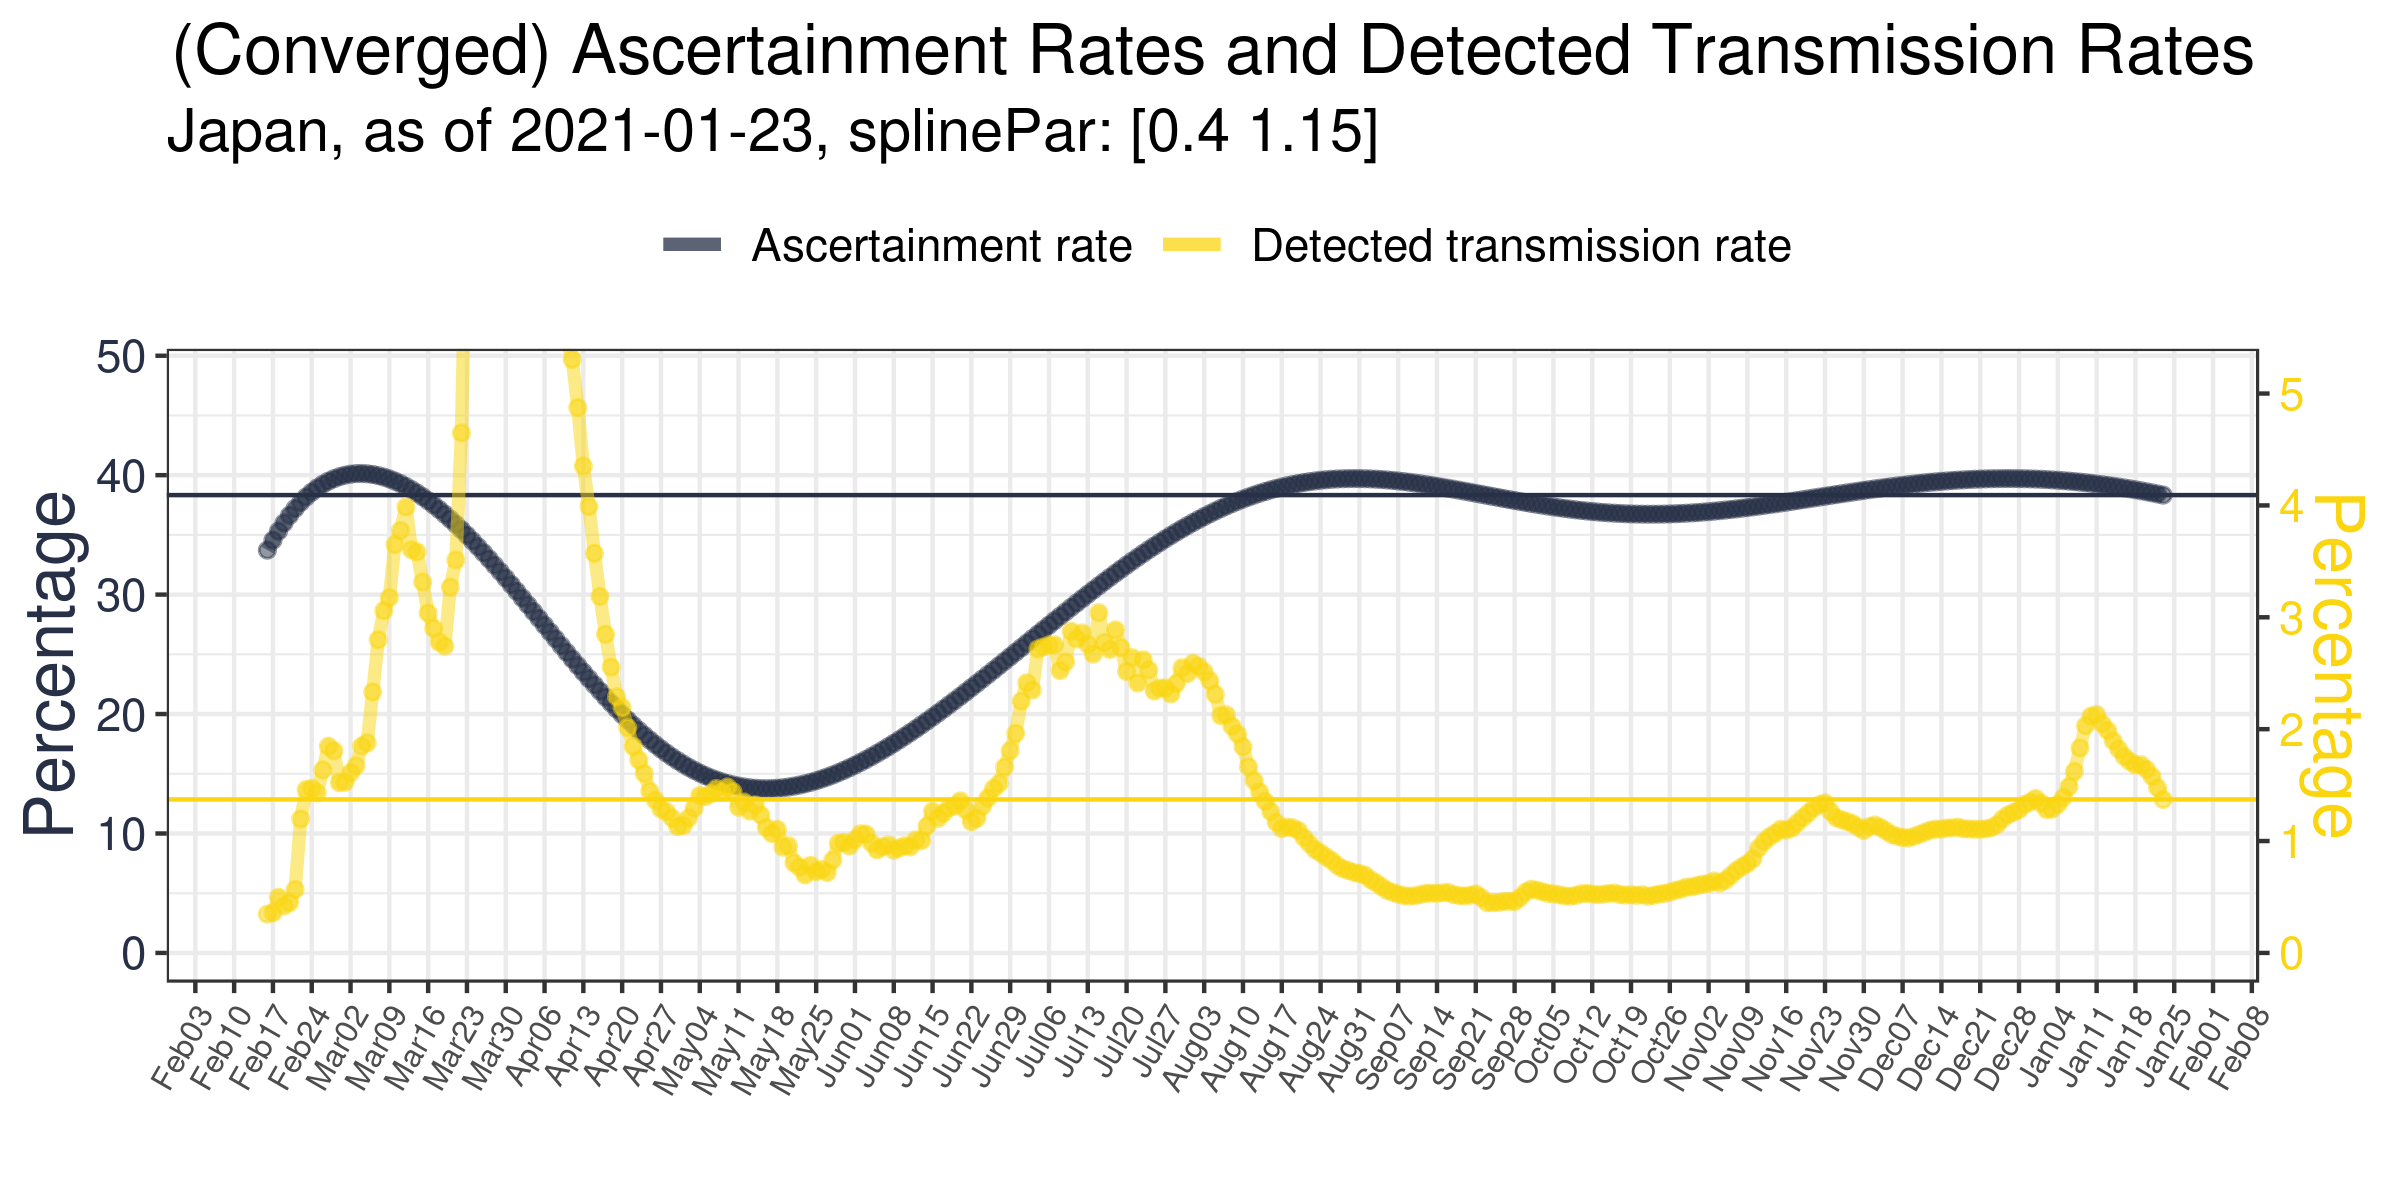 (Converged) Ascertainment Rates and Detected Transmission Rates
Japan, as of 2021-01-23, splinePar: [0.4 1.15]
Ascertainment rate
Detected transmission rate
Percentage
50
40
30
20
10
0
5
4
3
2
1
0
Percentage
Feb03
Feb10
Feb17
Feb24
Mar02
Mar09
Mar16
Mar23
Mar30
Apr06
Apr13
Apr20
Apr27
May04
May11
May18
May25
Jun01
Jun08
Jun15
Jun22
Jun29
Jul06
Jul13
Jul20
Jul27
Aug03
Aug10
Aug17
Aug24
Aug31
Sep07
Sep14
Sep21
Sep28
Oct05
Oct12
Oct19
Oct26
Nov02
Nov09
Nov16
Nov23
Nov30
Dec07
Dec14
Dec21
Dec28
Jan04
Jan11
Jan18
Jan25
Feb01
Feb08